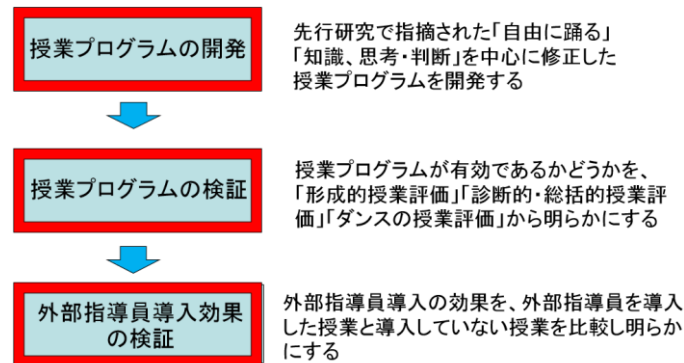 授業プログラムの開発
先行研究で指摘された「自由に踊る」
「知識、思考・判断」を中心に修正した
授業プログラムを開発する
授業プログラムの検証
授業プログラムが有効であるかどうかを、
「形成的授業評価」「診断的・総括的授業評
価」「ダンスの授業評価」から明らかにする
外部指導員導入効果
の検証
外部指導員導入の効果を、外部指導員を導入
した授業と導入していない授業を比較し明らか
にする